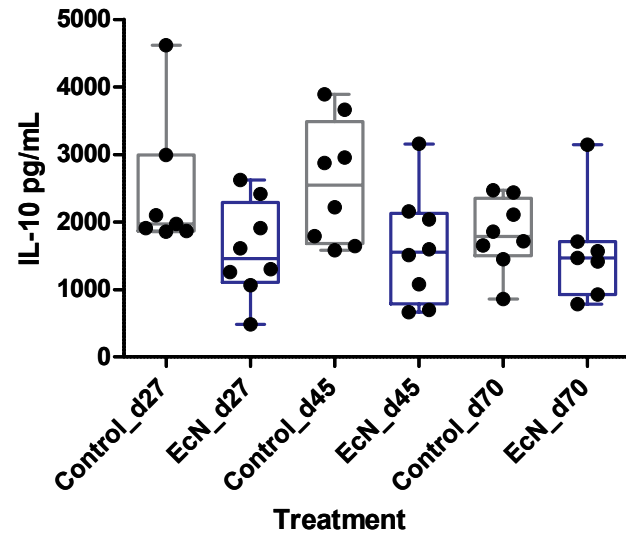 5000
4000
3000
2000
1000
0
IL-10 pg/mL
Control_d27
EcN_d27
Control_d45
EcN_d45
Control_d70
EcN_d70
Treatment